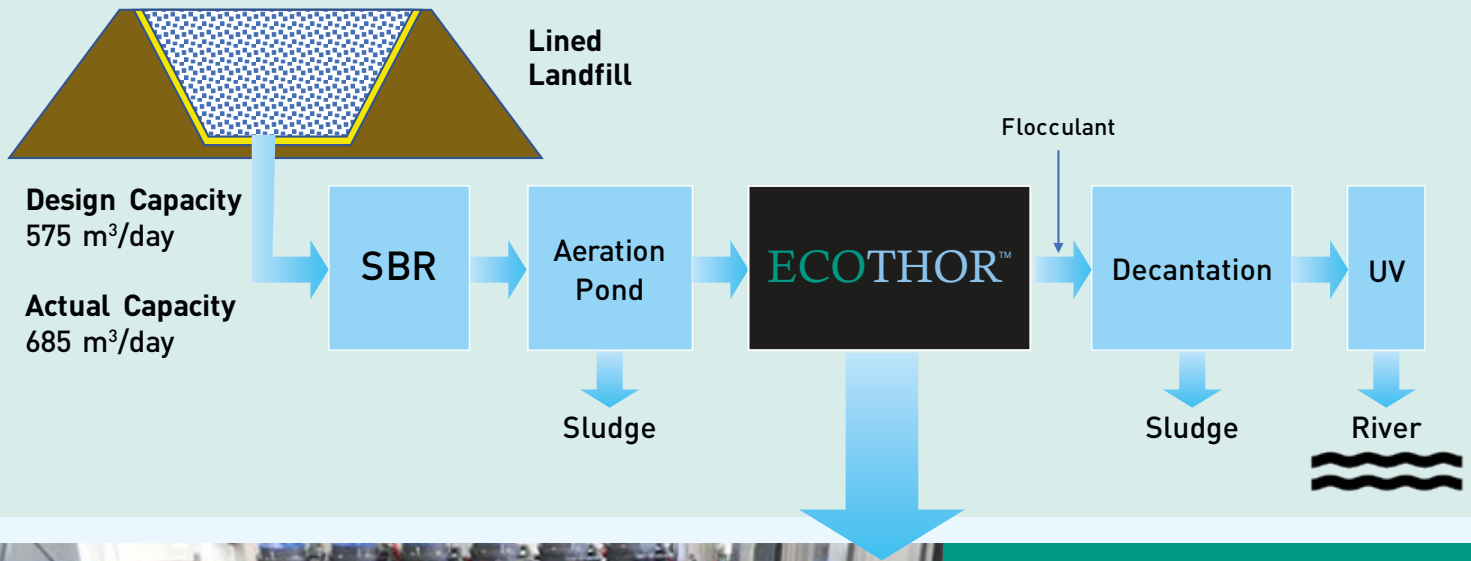 Lined
Landfill
Flocculant
Design Capacity
575 m³/day
Actual Capacity
685 m³/day
SBR
Aeration
Pond
ECOTHOR™
Decantation
UV
Sludge
Sludge
River